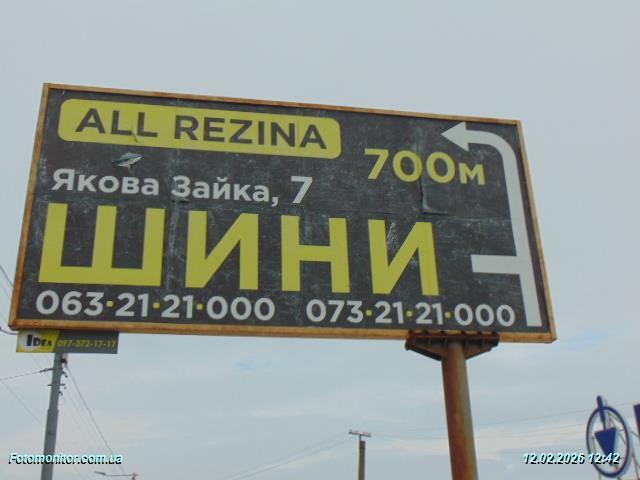 ALL REZINA
700м
Якова Зайка, 7
ШИНИ
063·21·21·000 073·21·21·000
IDEA 097-372-17-17
Fotomonitor.com.ua
12.02.2026 12:42